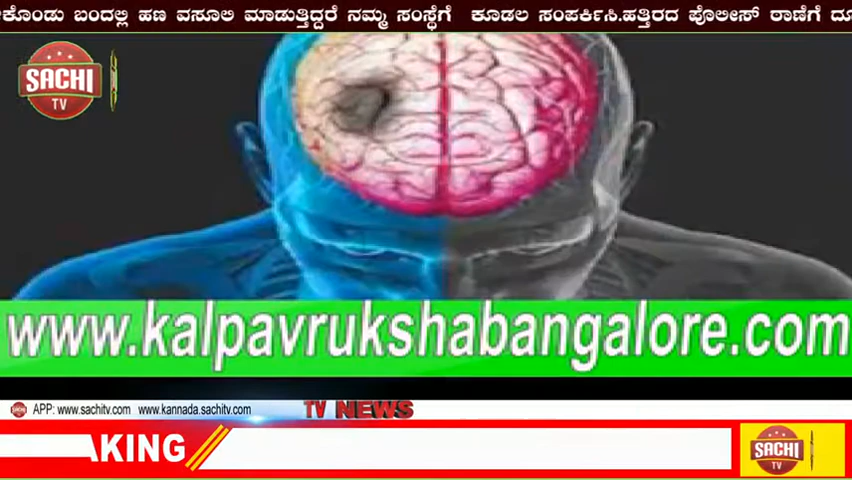 ಬಂದಲ್ಲಿ ಹಣ ವಸೂಲಿ ಮಾಡುತ್ತಿದ್ದರೆ ನಮ್ಮ ಸಂಸ್ಥೆಗೆ ಕೂಡಲ ಸಂಪರ್ಕಿಸಿ.ಹತ್ತಿರದ ಪೊಲೀಸ್ ಠಾಣೆಗೆ
SACHI
TV
www.kalpavrukshabangalore.com
APP: www.sachitv.com www.kannada.sachitv.com TV NEWS
AKING
SACHI
TV